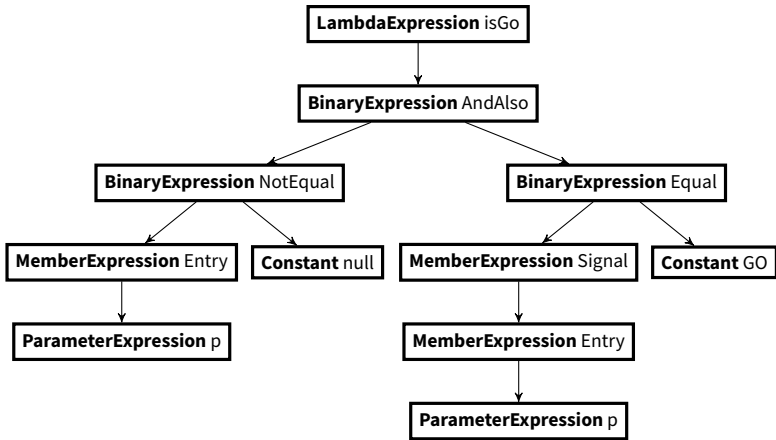 LambdaExpression isGo
BinaryExpression AndAlso
BinaryExpression NotEqual
BinaryExpression Equal
MemberExpression Entry
Constant null
MemberExpression Signal
Constant GO
ParameterExpression p
MemberExpression Entry
ParameterExpression p